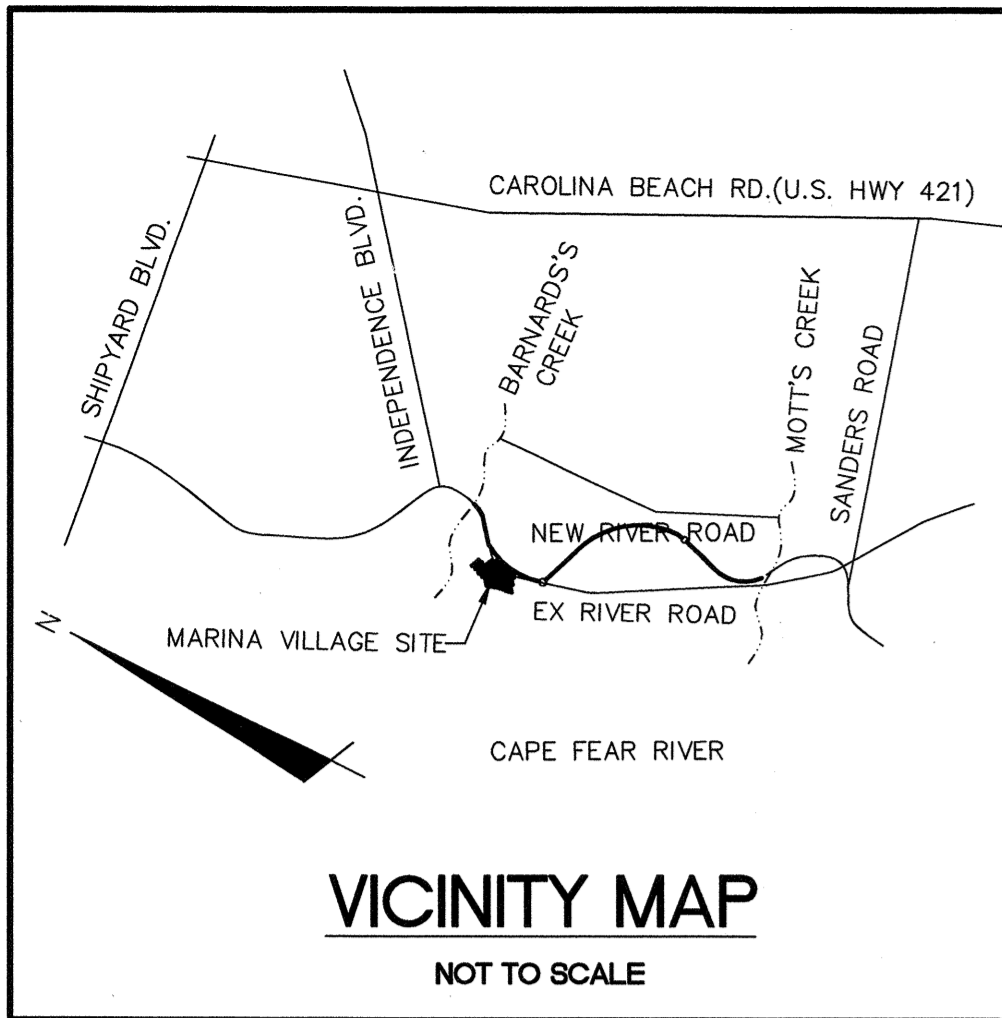 CAROLINA BEACH RD.(U.S. HWY 421)
SHIPYARD BLVD.
INDEPENDENCE BLVD.
BARNARDS'S
CREEK
MOTT'S CREEK
SANDERS ROAD
NEW RIVER ROAD
EX RIVER ROAD
N
MARINA VILLAGE SITE
CAPE FEAR RIVER
VICINITY MAP
NOT TO SCALE